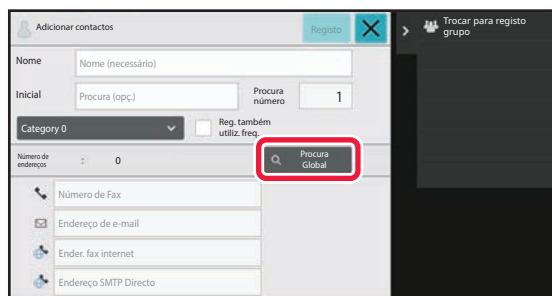 Adicionar contactos
Registo
Trocar para registo
grupo
Nome
Nome (necessário)
Inicial
Procura (opç.)
Procura
número
1
Category 0
Reg. também
utiliz. freq.
Número de
endereços
:
0
Procura
Global
Número de Fax
Endereço de e-mail
Ender. fax internet
Endereço SMTP Directo